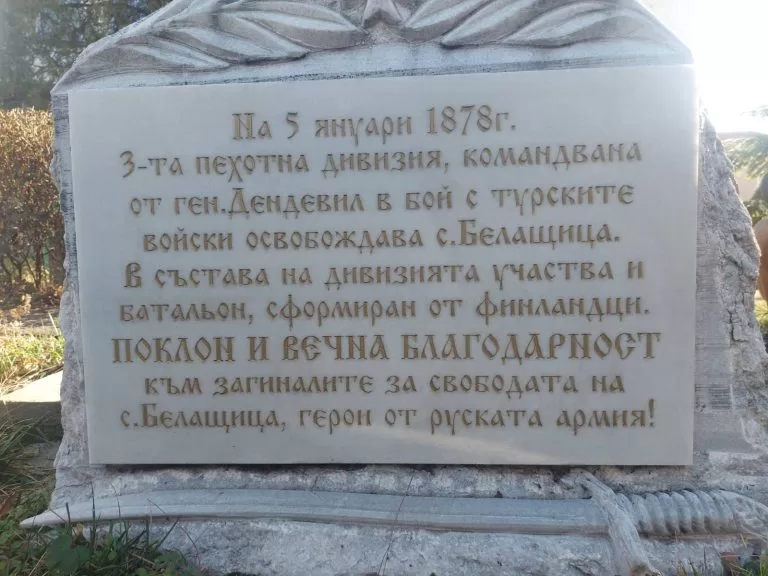 На 5 януари 1878г.
3-та пехотна дивизия, командвана
от ген.Дендевил в бой с турските
войски освобождава с.Белащица.
В състава на дивизията участва и
батальон, сформиран от финландци.
ПОКЛОН И ВЕЧНА БЛАГОДАРНОСТ
към загиналите за свободата на
с.Белащица, герои от руската армия!